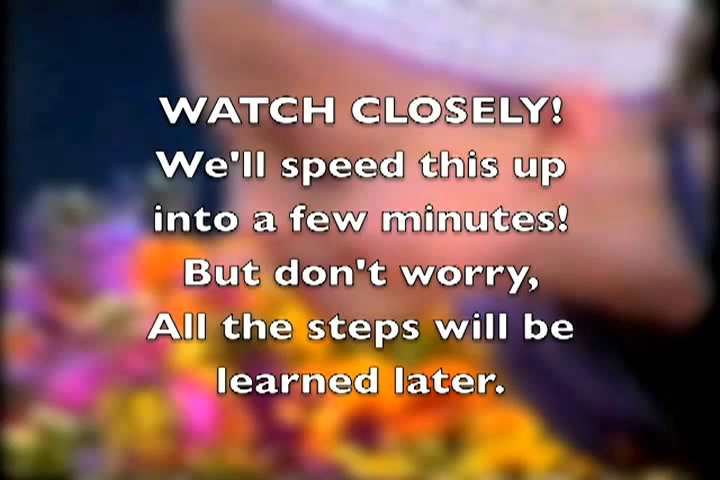 WATCH CLOSELY!
We'll speed this up
into a few minutes!
But don't worry,
All the steps will be
learned later.